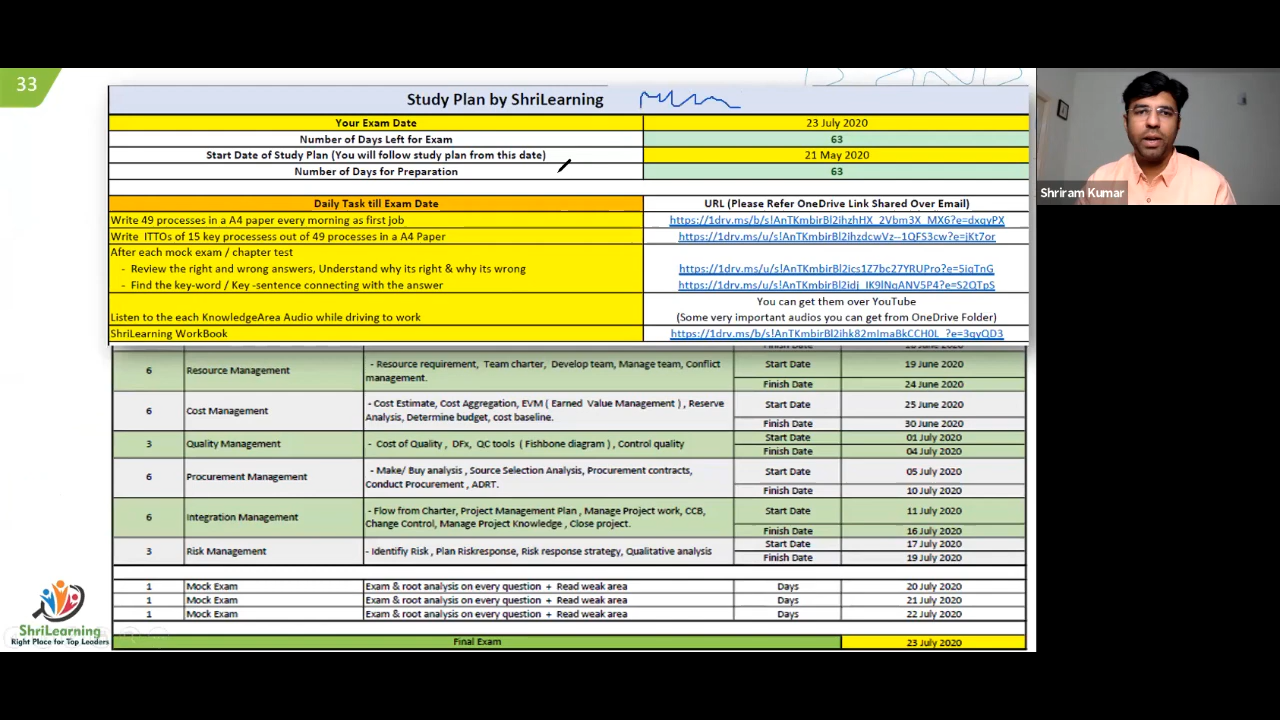 33
Study Plan by ShriLearning
Your Exam Date 23 July 2020
Number of Days Left for Exam 63
Start Date of Study Plan (You will follow study plan from this date) 21 May 2020
Number of Days for Preparation 63
Daily Task till Exam Date URL (Please Refer OneDrive Link Shared Over Email)
Write 49 processes in a A4 paper every morning as first job
Write ITTOs of 15 key processess out of 49 processes in a A4 Paper
After each mock exam / chapter test
- Review the right and wrong answers, Understand why its right & why its wrong
- Find the key-word / Key -sentence connecting with the answer
You can get them over YouTube
Listen to the each KnowledgeArea Audio while driving to work (Some very important audios you can get from OneDrive Folder)
ShriLearning WorkBook
6 Resource Management - Resource requirement, Team charter, Develop team, Manage team, Conflict management. Start Date 19 June 2020
Finish Date 24 June 2020
6 Cost Management - Cost Estimate, Cost Aggregation, EVM ( Earned Value Management ) , Reserve Analysis, Determine budget, cost baseline. Start Date 25 June 2020
Finish Date 30 June 2020
3 Quality Management - Cost of Quality , DFx, QC tools ( Fishbone diagram ) , Control quality Start Date 01 July 2020
Finish Date 04 July 2020
6 Procurement Management - Make/ Buy analysis , Source Selection Analysis, Procurement contracts, Conduct Procurement , ADRT. Start Date 05 July 2020
Finish Date 10 July 2020
6 Integration Management - Flow from Charter, Project Management Plan , Manage Project work, CCB, Change Control, Manage Project Knowledge , Close project. Start Date 11 July 2020
Finish Date 16 July 2020
3 Risk Management - Identifiy Risk , Plan Riskresponse, Risk response strategy, Qualitative analysis Start Date 17 July 2020
Finish Date 19 July 2020
1 Mock Exam Exam & root analysis on every question + Read weak area Days 20 July 2020
1 Mock Exam Exam & root analysis on every question + Read weak area Days 21 July 2020
1 Mock Exam Exam & root analysis on every question + Read weak area Days 22 July 2020
Final Exam 23 July 2020
ShriLearning
Right Place for Top Leaders
Shriram Kumar